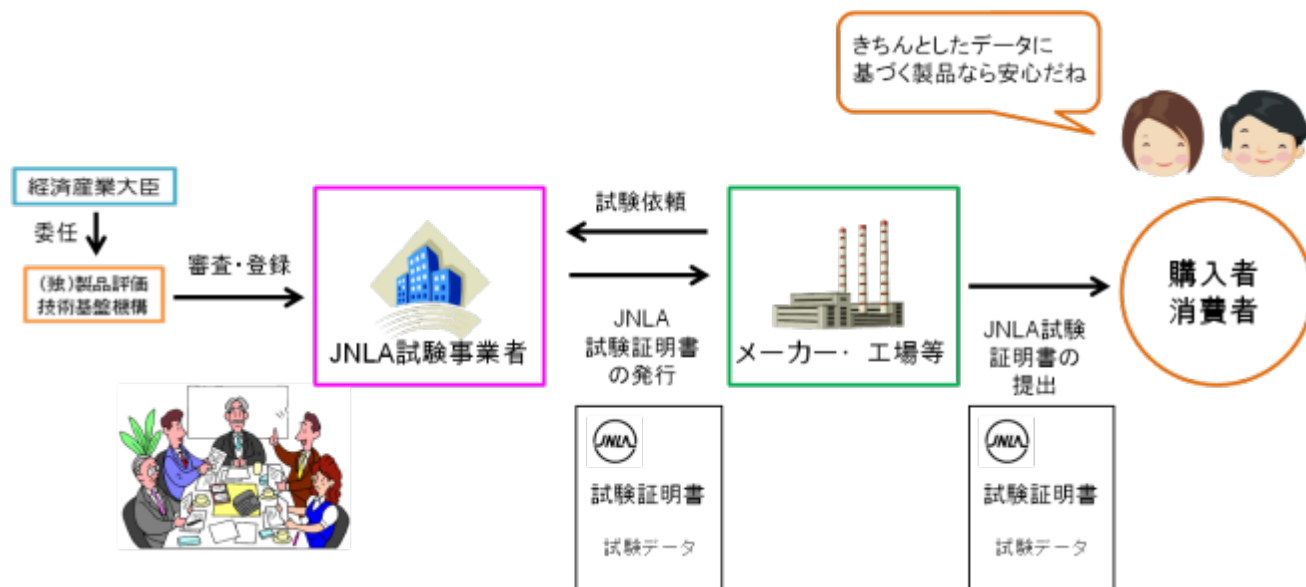 きちんとしたデータに
基づく製品なら安心だね
経済産業大臣
委任
(独)製品評価
技術基盤機構
審査・登録
JNLA試験事業者
試験依頼
JNLA
試験証明書
の発行
メーカー・ 工場等
JNLA試験
証明書の
提出
購入者
消費者
JNLA
試験証明書
試験データ
JNLA
試験証明書
試験データ